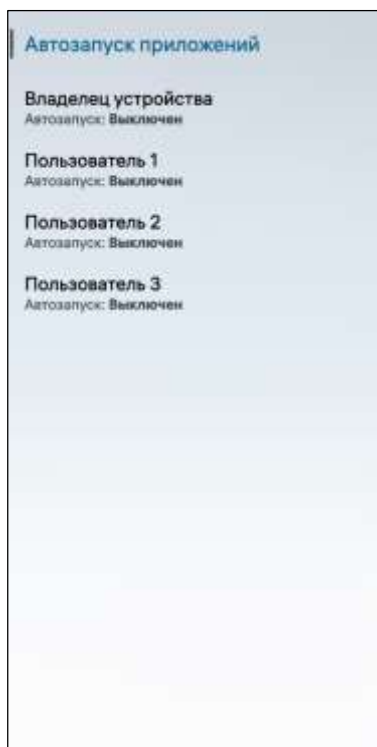 Автозапуск приложений
Владелец устройства
Автозапуск: Выключен
Пользователь 1
Автозапуск: Выключен
Пользователь 2
Автозапуск: Выключен
Пользователь 3
Автозапуск: Выключен